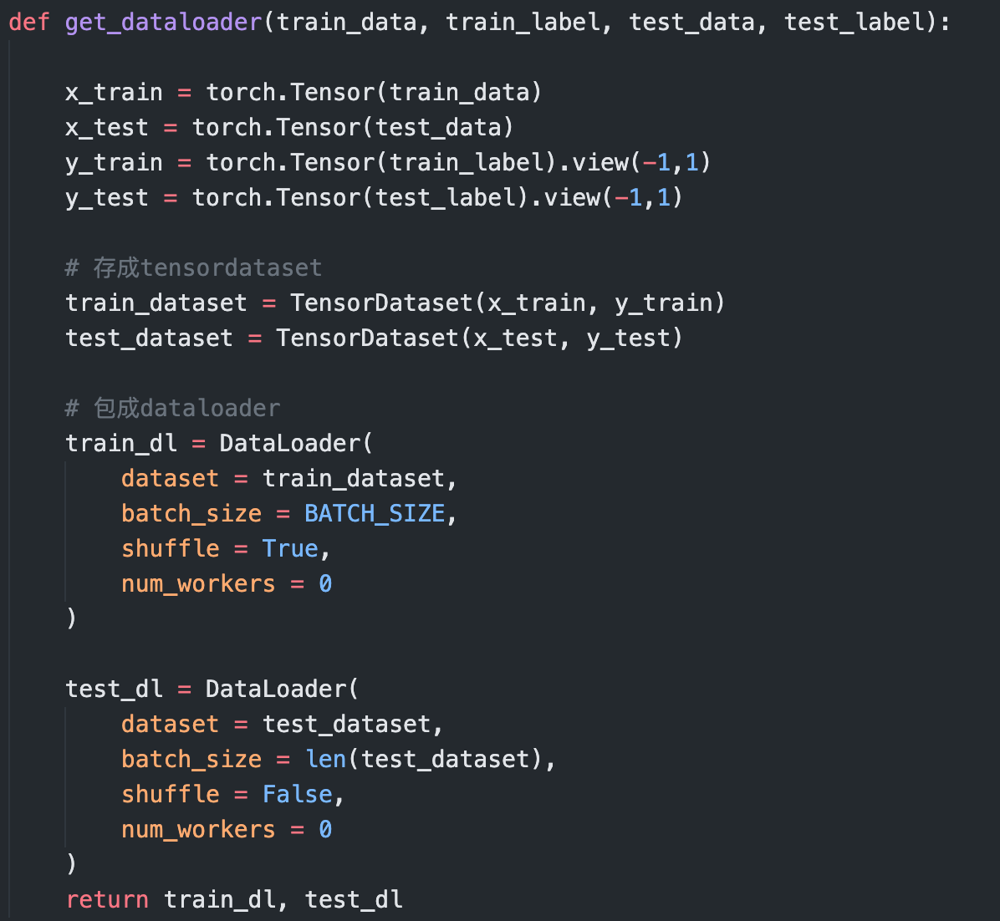 def get_dataloader(train_data, train_label, test_data, test_label):
x_train = torch.Tensor(train_data)
x_test = torch.Tensor(test_data)
y_train = torch.Tensor(train_label).view(-1,1)
y_test = torch.Tensor(test_label).view(-1,1)
# 存成tensordataset
train_dataset = TensorDataset(x_train, y_train)
test_dataset = TensorDataset(x_test, y_test)
# 包成dataloader
train_dl = DataLoader(
dataset = train_dataset,
batch_size = BATCH_SIZE,
shuffle = True,
num_workers = 0
)
test_dl = DataLoader(
dataset = test_dataset,
batch_size = len(test_dataset),
shuffle = False,
num_workers = 0
)
return train_dl, test_dl